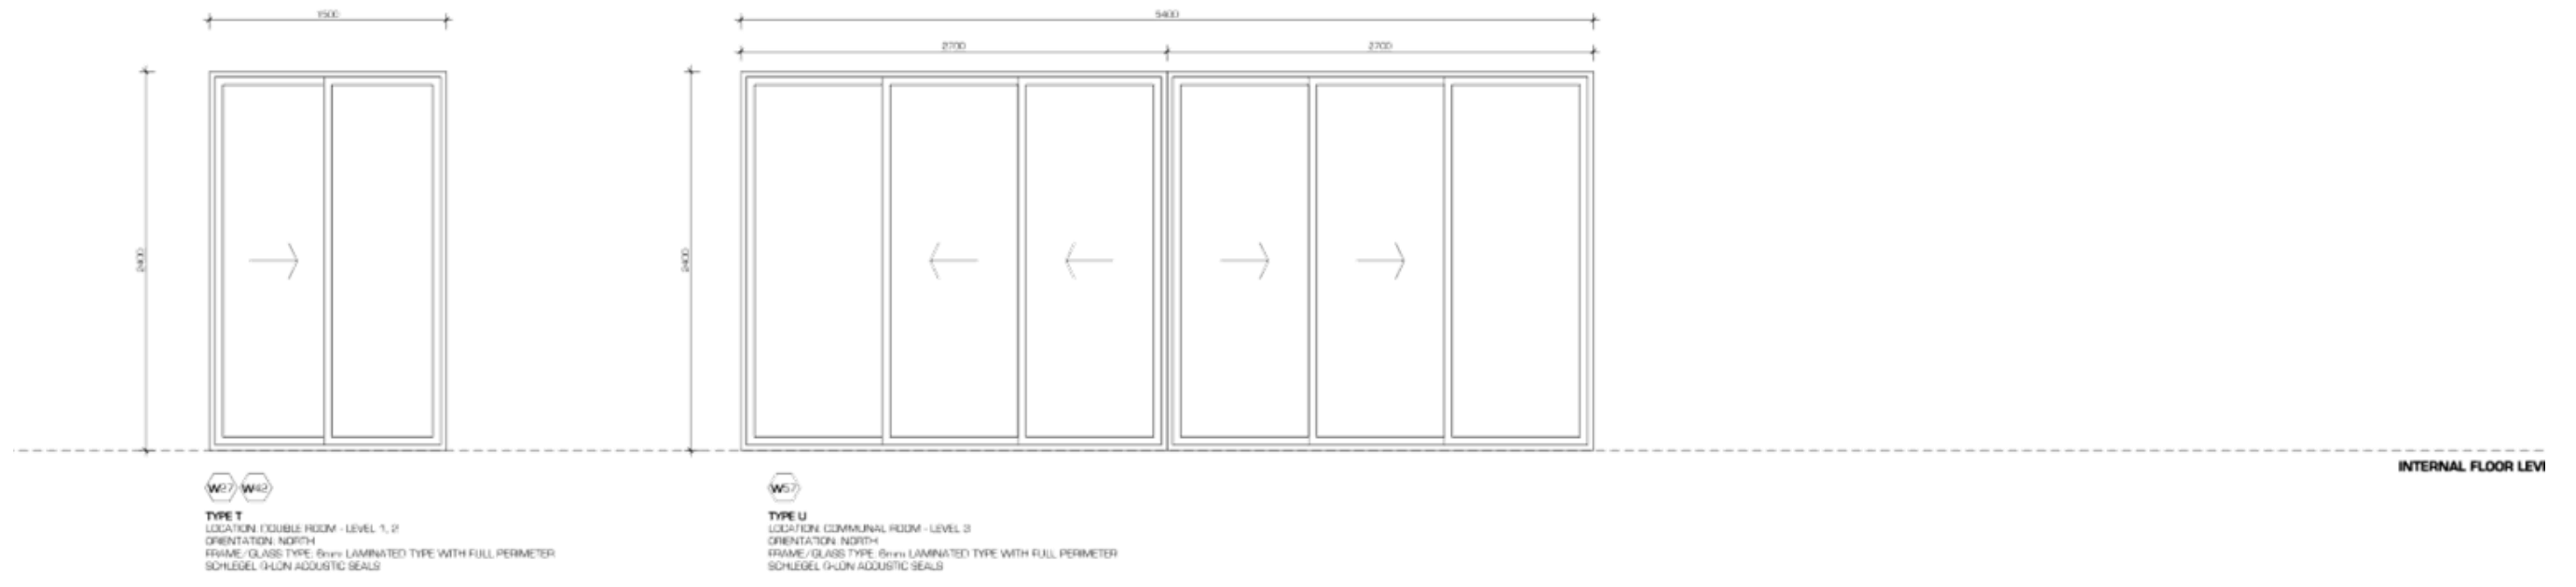 1500
5400
2700
2700
2400
2400
INTERNAL FLOOR LEVE
W27 W42
W57
TYPE T
LOCATION: DOUBLE ROOM - LEVEL 1, 2
ORIENTATION: NORTH
FRAME/GLASS TYPE: 6mm LAMINATED TYPE WITH FULL PERIMETER
SCHLEGEL Q-LON ACOUSTIC SEALS
TYPE U
LOCATION: COMMUNAL ROOM - LEVEL 3
ORIENTATION: NORTH
FRAME/GLASS TYPE: 6mm LAMINATED TYPE WITH FULL PERIMETER
SCHLEGEL Q-LON ACOUSTIC SEALS